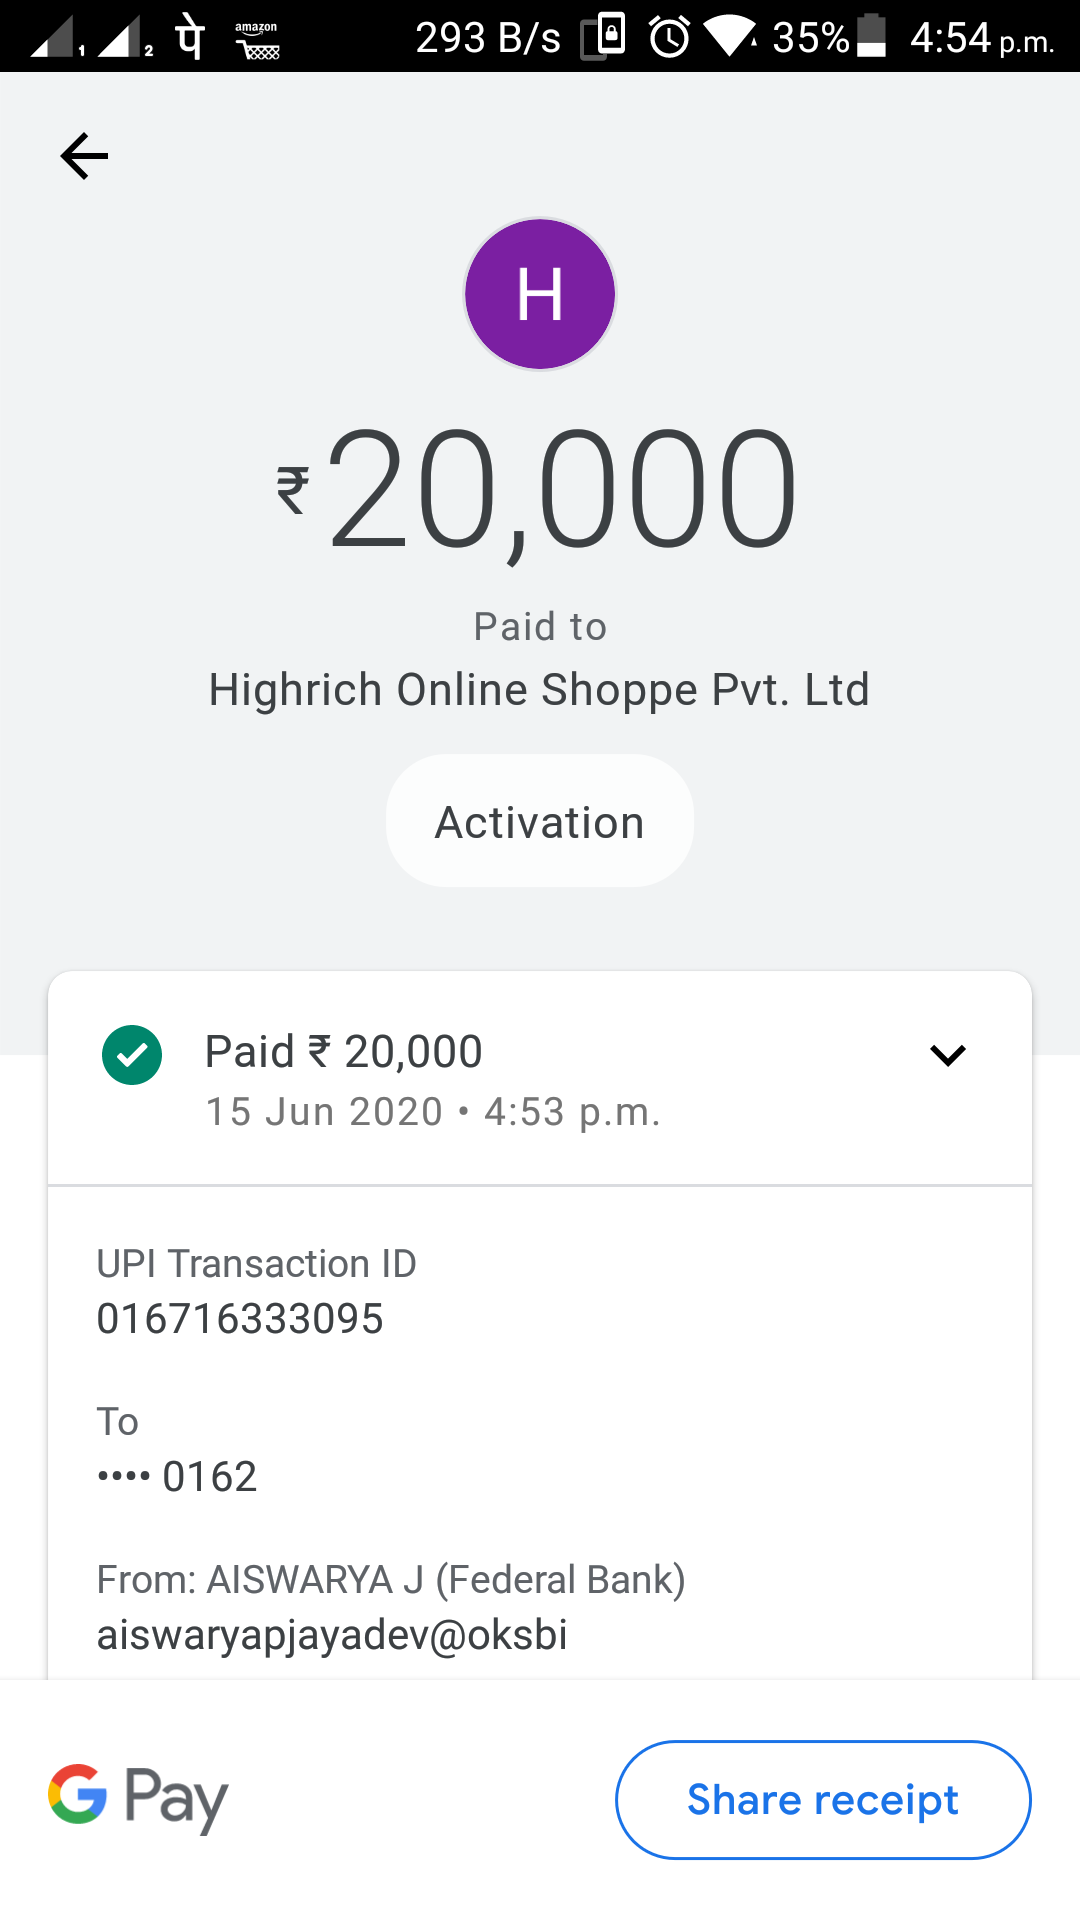 1 2 पे amazon 293 B/s 35% 4:54 p.m.
H
₹20,000
Paid to
Highrich Online Shoppe Pvt. Ltd
Activation
Paid ₹ 20,000
15 Jun 2020 • 4:53 p.m.
UPI Transaction ID
016716333095
To
•••• 0162
From: AISWARYA J (Federal Bank)
aiswaryapjayadev@oksbi
G Pay
Share receipt